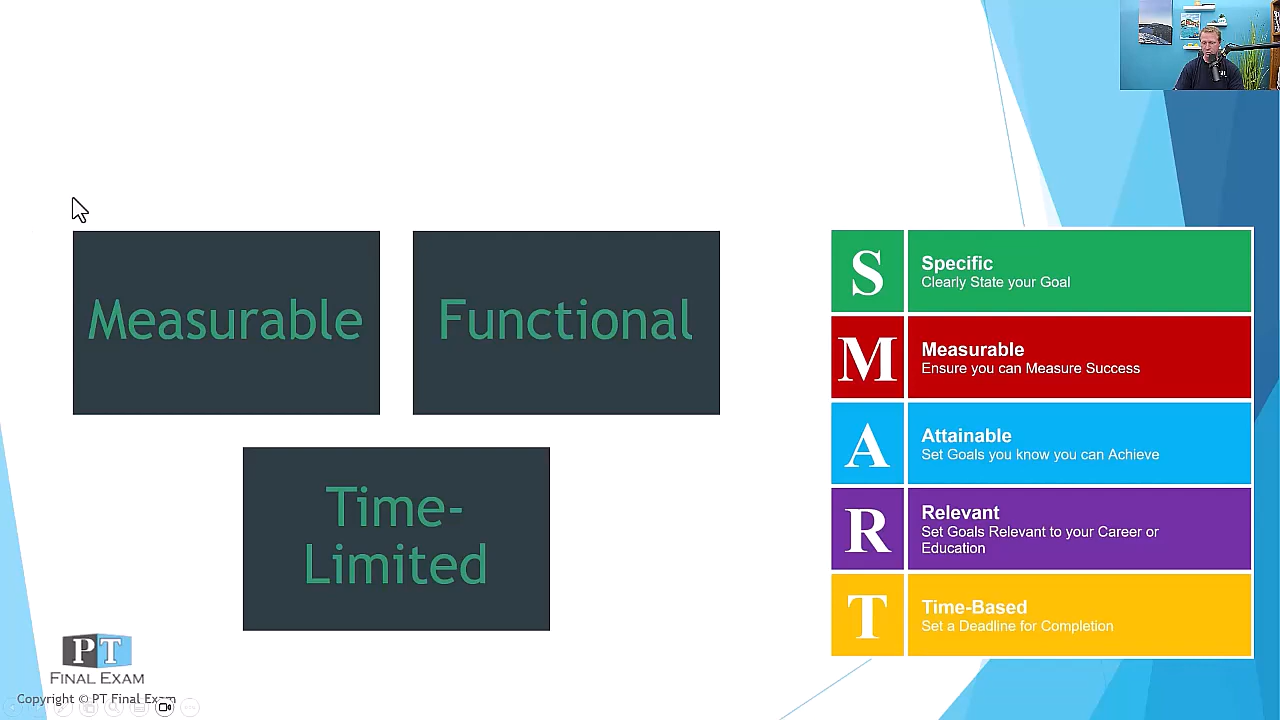 Measurable
Functional
Time-
Limited
S
Specific
Clearly State your Goal
M
Measurable
Ensure you can Measure Success
A
Attainable
Set Goals you know you can Achieve
R
Relevant
Set Goals Relevant to your Career or
Education
T
Time-Based
Set a Deadline for Completion
PT
FINAL EXAM
Copyright © PT Final Exam